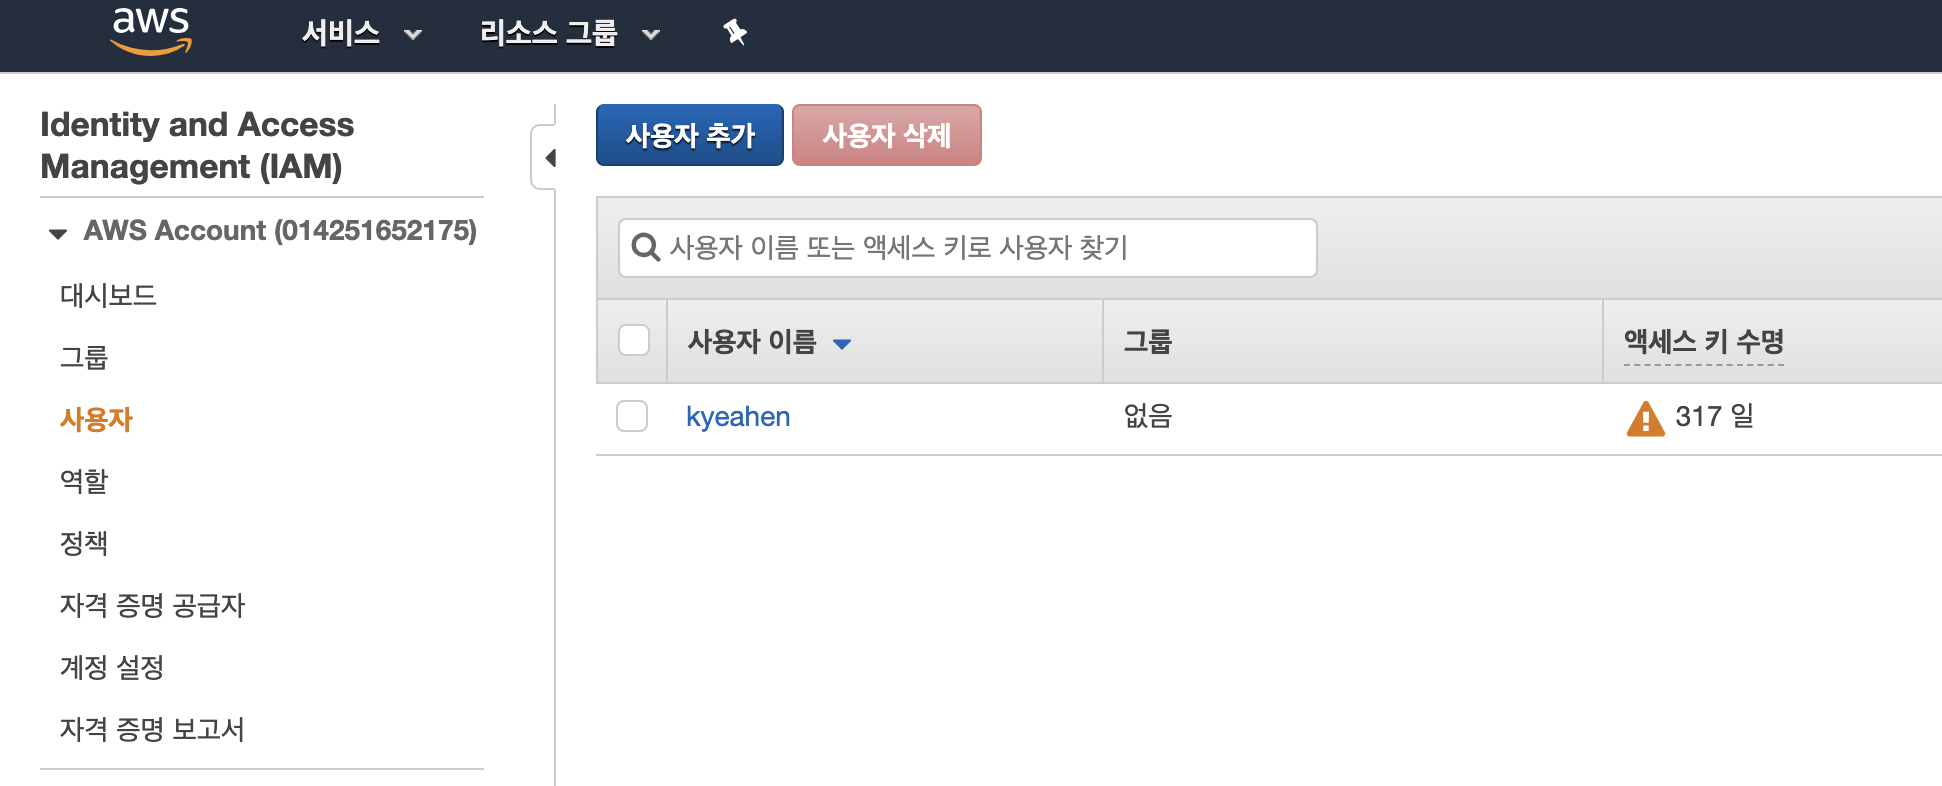 aws
서비스
리소스 그룹
Identity and Access
Management (IAM)
AWS Account (014251652175)
대시보드
그룹
사용자
역할
정책
자격 증명 공급자
계정 설정
자격 증명 보고서
사용자 추가
사용자 삭제
사용자 이름 또는 액세스 키로 사용자 찾기
사용자 이름 그룹 액세스 키 수명
kyeahen 없음 317 일